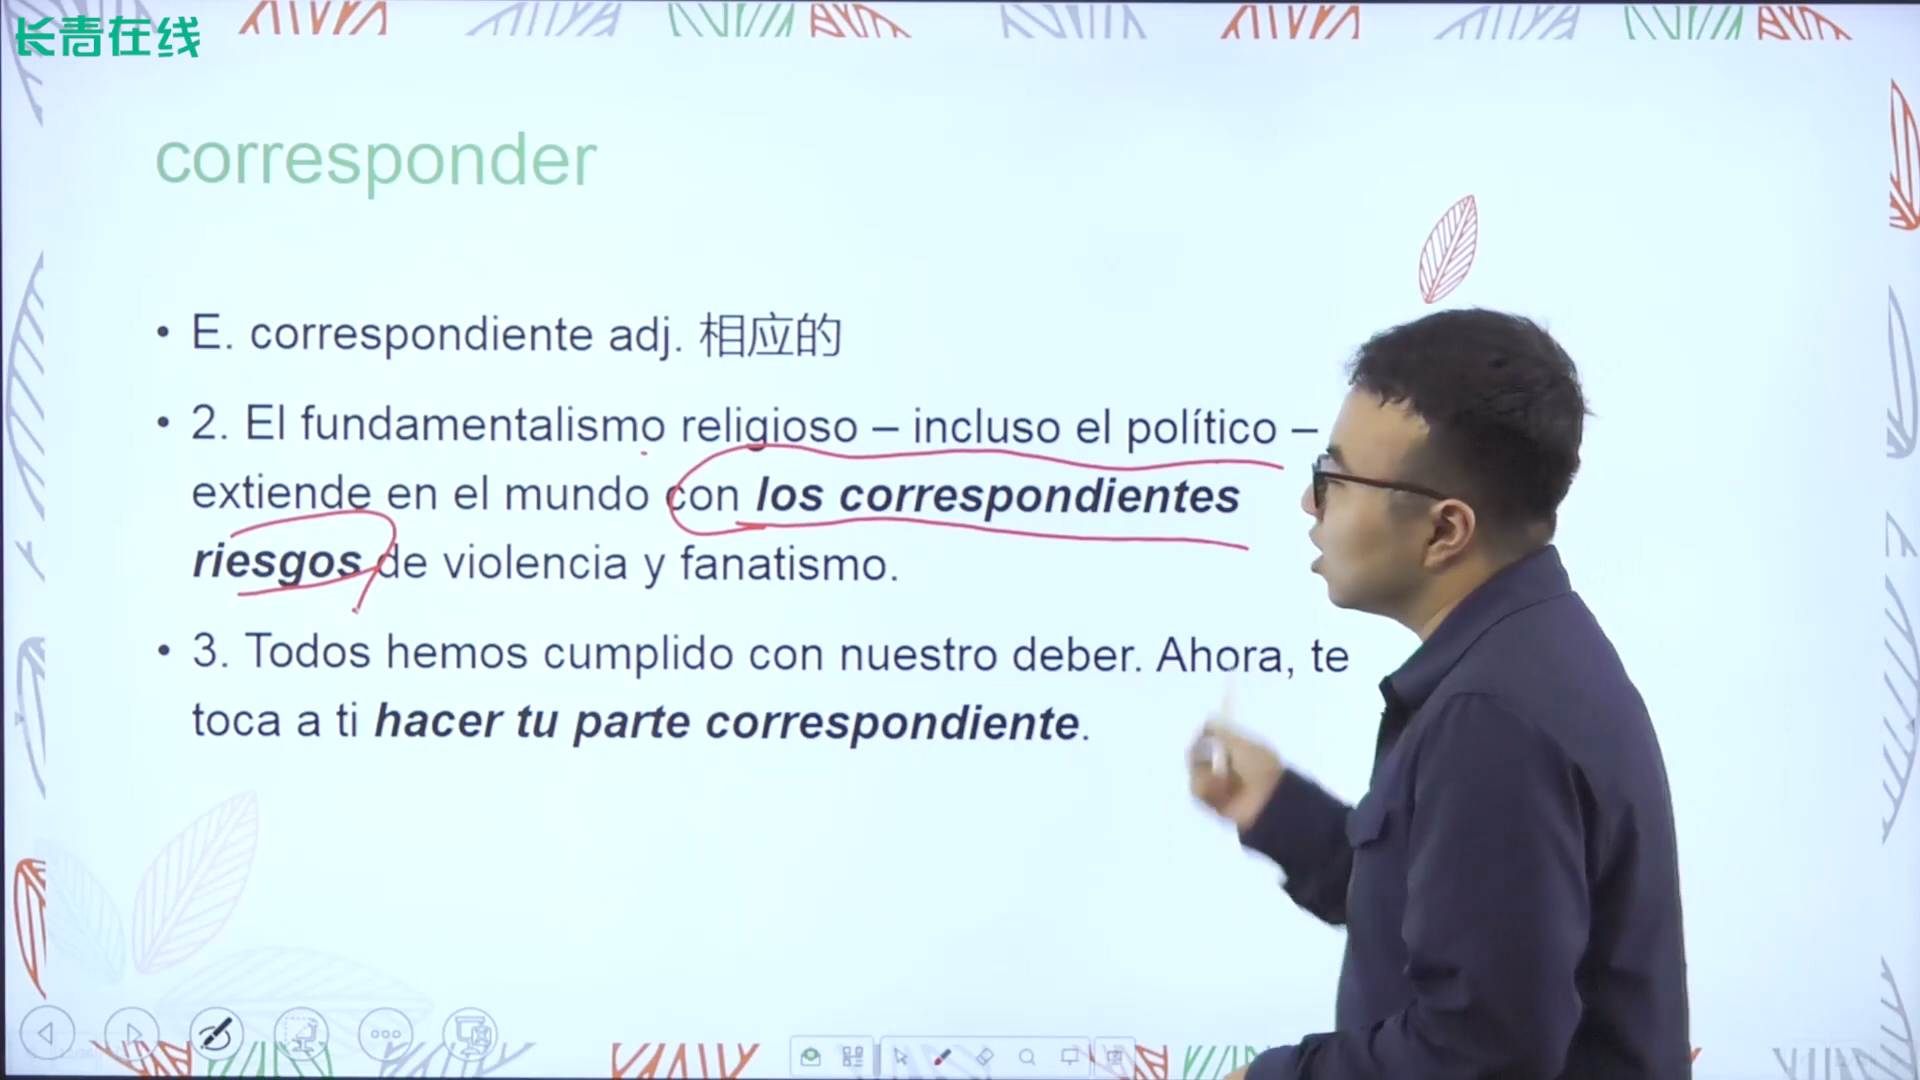 长青在线
corresponder
• E. correspondiente adj. 相应的
• 2. El fundamentalismo religioso – incluso el político –
extiende en el mundo con los correspondientes
riesgos de violencia y fanatismo.
• 3. Todos hemos cumplido con nuestro deber. Ahora, te
toca a ti hacer tu parte correspondiente.